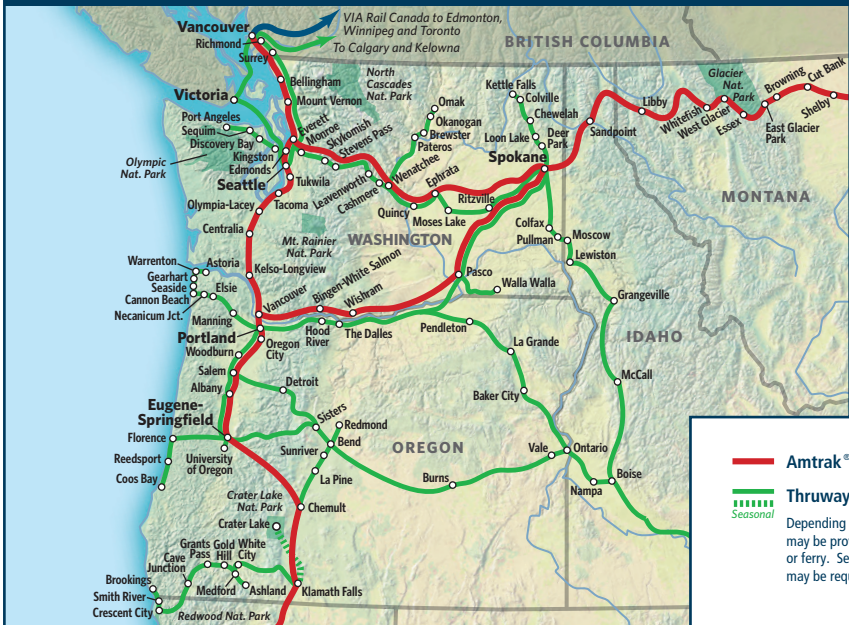 VIA Rail Canada to Edmonton,
Winnipeg and Toronto
To Calgary and Kelowna
BRITISH COLUMBIA
Vancouver
Richmond
Surrey
Bellingham
North
Cascades
Nat. Park
Mount Vernon
Victoria
Port Angeles
Sequim
Discovery Bay
Olympic
Nat. Park
Kingston
Edmonds
Everett
Monroe
Skykomish
Stevens Pass
Seattle
Tukwila
Leavenworth
Cashmere
Wenatchee
Omak
Okanogan
Brewster
Pateros
Kettle Falls
Colville
Chewelah
Loon Lake
Deer
Park
Spokane
Sandpoint
Libby
Whitefish
West Glacier
Essex
Glacier
Nat.
Park
Browning
Cut Bank
Shelby
East Glacier
Park
MONTANA
Ephrata
Quincy
Moses Lake
Ritzville
Olympia-Lacey
Tacoma
Centralia
Mt. Rainier
Nat. Park
WASHINGTON
Colfax
Pullman
Moscow
Lewiston
Warrenton
Astoria
Gearhart
Seaside
Cannon Beach
Elsie
Necanicum Jct.
Manning
Kelso-Longview
Vancouver
Bingen-White Salmon
Wishram
Pasco
Walla Walla
Grangeville
Portland
Oregon
City
Hood
River
The Dalles
Pendleton
IDAHO
Woodburn
Salem
Albany
Detroit
La Grande
McCall
Baker City
Eugene-
Springfield
Sisters
Redmond
Bend
Sunriver
OREGON
Florence
Reedsport
Coos Bay
University
of Oregon
La Pine
Burns
Vale
Ontario
Nampa
Boise
Crater Lake
Nat. Park
Crater Lake
Chemult
Grants
Pass
Gold
Hill
White
City
Cave
Junction
Medford
Ashland
Klamath Falls
Brookings
Smith River
Crescent City
Redwood Nat. Park
Amtrak®
Thruway
Seasonal
Depending
may be
or ferry.
may be